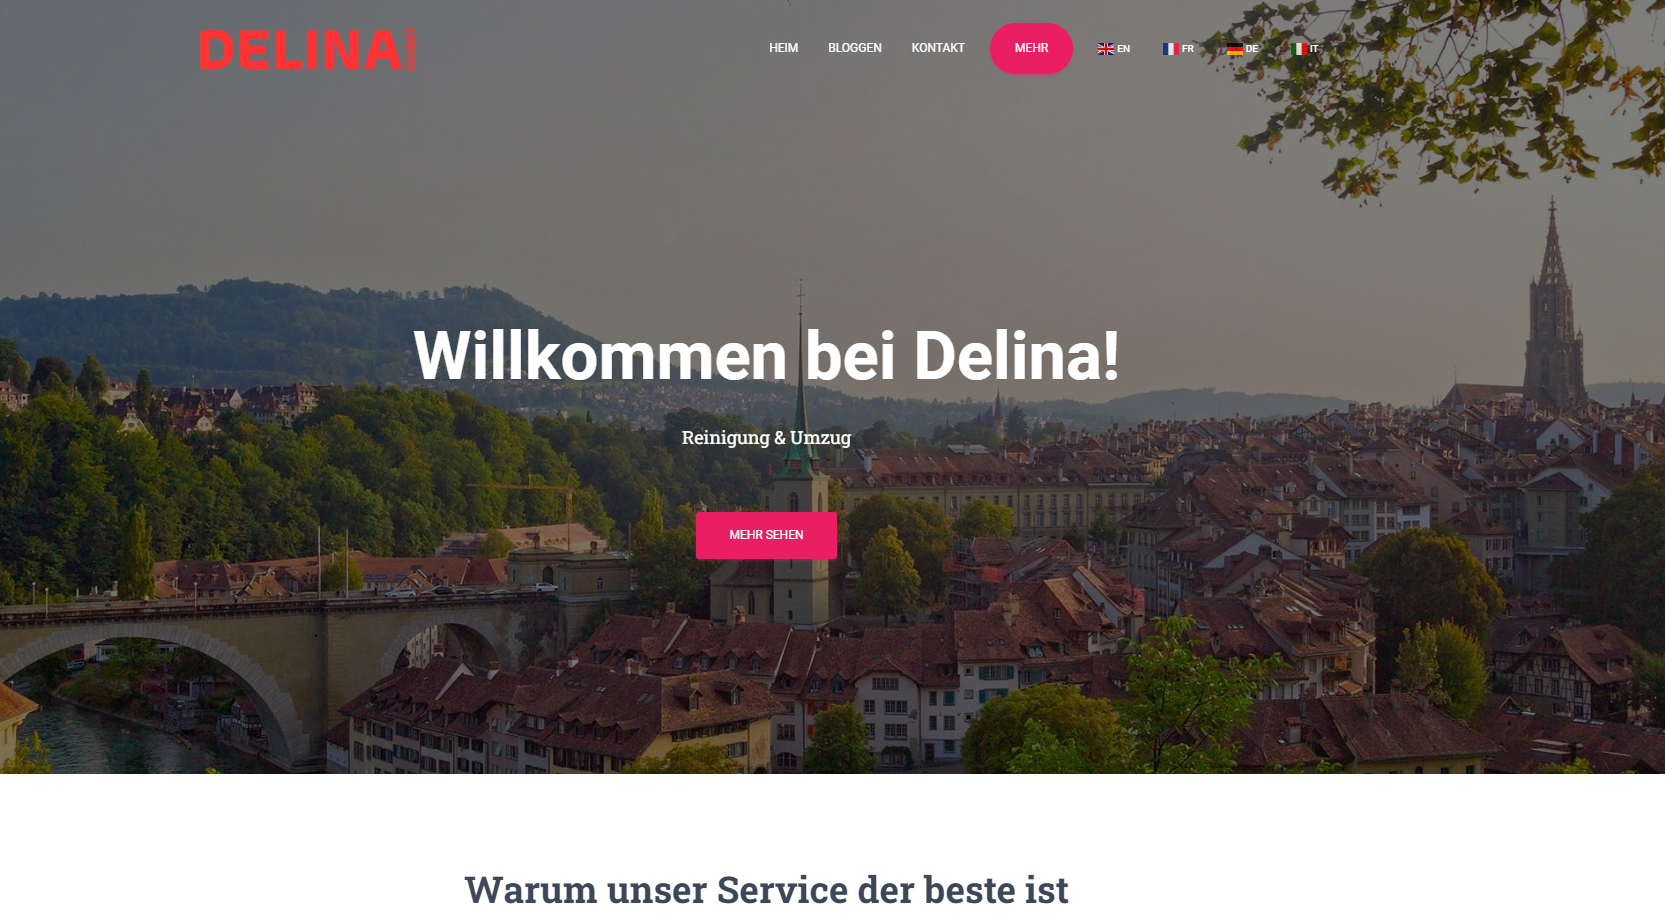 DELINA GmbH
HEIM BLOGGEN KONTAKT MEHR EN FR DE IT
Willkommen bei Delina!
Reinigung & Umzug
MEHR SEHEN
Warum unser Service der beste ist